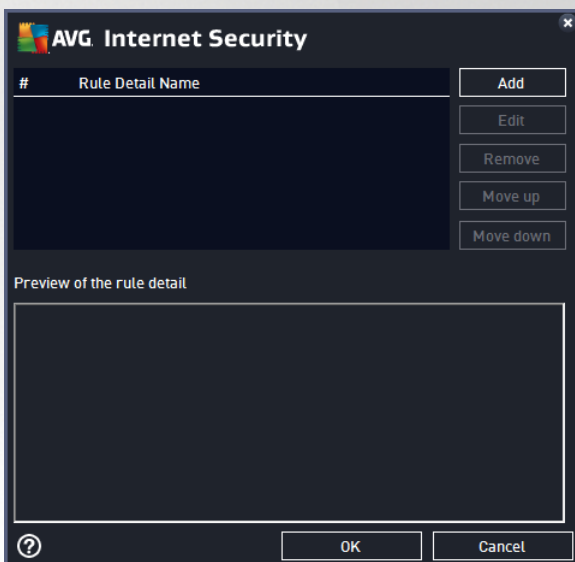 AVG. Internet Security
# Rule Detail Name
Add
Edit
Remove
Move up
Move down
Preview of the rule detail
?
OK
Cancel